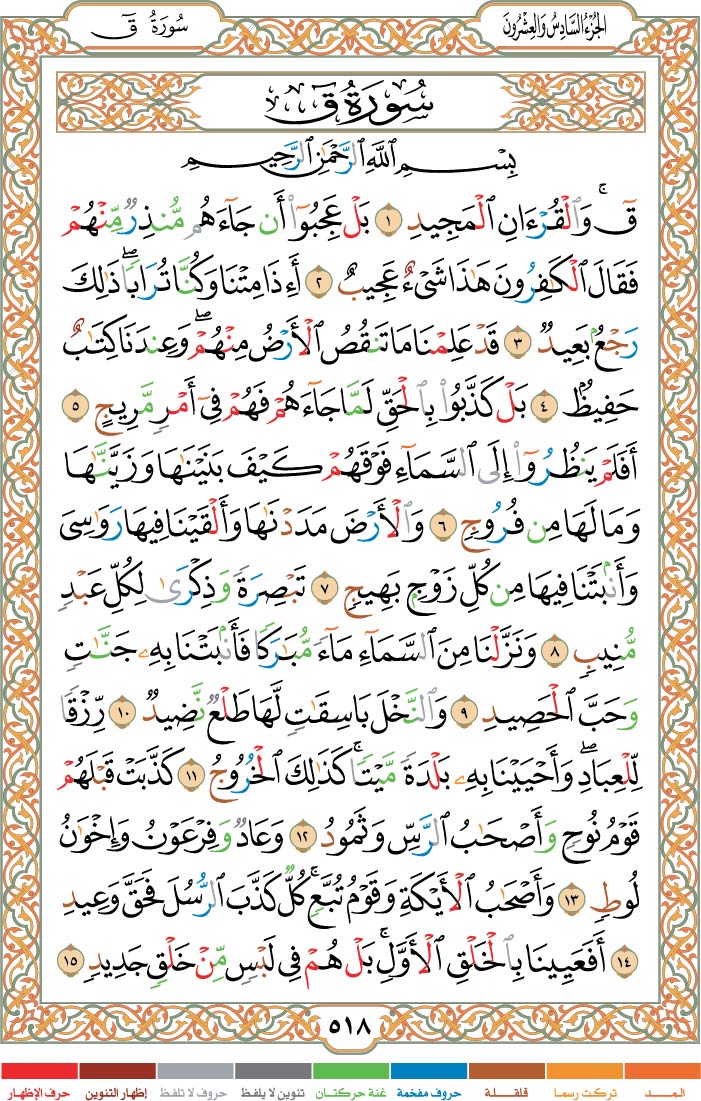 الجُزْءُ السَّادِسُ وَالعِشْرُونَ
سُورَةُ قٓ
سُورَةُ قٓ
بِسْمِ ٱللَّهِ ٱلرَّحْمَٰنِ ٱلرَّحِيمِ
قٓۚ وَٱلْقُرْءَانِ ٱلْمَجِيدِ ١ بَلْ عَجِبُوٓا۟ أَن جَآءَهُم مُّنذِرٌ مِّنْهُمْ
فَقَالَ ٱلْكَٰفِرُونَ هَٰذَا شَىْءٌ عَجِيبٌ ٢ أَءِذَا مِتْنَا وَكُنَّا تُرَابًاۖ ذَٰلِكَ
رَجْعٌۢ بَعِيدٌ ٣ قَدْ عَلِمْنَا مَا تَنقُصُ ٱلْأَرْضُ مِنْهُمْۖ وَعِندَنَا كِتَٰبٌ
حَفِيظٌۢ ٤ بَلْ كَذَّبُوا۟ بِٱلْحَقِّ لَمَّا جَآءَهُمْ فَهُمْ فِىٓ أَمْرٍ مَّرِيجٍ ٥
أَفَلَمْ يَنظُرُوٓا۟ إِلَى ٱلسَّمَآءِ فَوْقَهُمْ كَيْفَ بَنَيْنَٰهَا وَزَيَّنَّٰهَا
وَمَا لَهَا مِن فُرُوجٍ ٦ وَٱلْأَرْضَ مَدَدْنَٰهَا وَأَلْقَيْنَا فِيهَا رَوَٰسِىَ
وَأَنۢبَتْنَا فِيهَا مِن كُلِّ زَوْجٍۭ بَهِيجٍ ٧ تَبْصِرَةً وَذِكْرَىٰ لِكُلِّ عَبْدٍ
مُّنِيبٍ ٨ وَنَزَّلْنَا مِنَ ٱلسَّمَآءِ مَآءً مُّبَٰرَكًا فَأَنۢبَتْنَا بِهِۦ جَنَّٰتٍ
وَحَبَّ ٱلْحَصِيدِ ٩ وَٱلنَّخْلَ بَاسِقَٰتٍ لَّهَا طَلْعٌ نَّضِيدٌ ١٠ رِّزْقًا
لِّلْعِبَادِۖ وَأَحْيَيْنَا بِهِۦ بَلْدَةً مَّيْتًاۚ كَذَٰلِكَ ٱلْخُرُوجُ ١١ كَذَّبَتْ قَبْلَهُمْ
قَوْمُ نُوحٍ وَأَصْحَٰبُ ٱلرَّسِّ وَثَمُودُ ١٢ وَعَادٌ وَفِرْعَوْنُ وَإِخْوَٰنُ
لُوطٍ ١٣ وَأَصْحَٰبُ ٱلْأَيْكَةِ وَقَوْمُ تُبَّعٍۚ كُلٌّ كَذَّبَ ٱلرُّسُلَ فَحَقَّ وَعِيدِ
١٤ أَفَعَيِينَا بِٱلْخَلْقِ ٱلْأَوَّلِۚ بَلْ هُمْ فِى لَبْسٍ مِّنْ خَلْقٍ جَدِيدٍ ١٥
٥١٨
المــد تركت رسما قلقلة حروف مفخمة غنة حركتان تنوين لا يلفظ حروف لا تلفظ إظهار التنوين حرف الإظهار